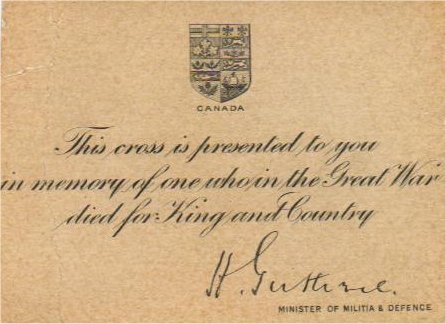 CANADA
This cross is presented to you
in memory of one who in the Great War
died for King and Country
H. Guthrie.
MINISTER OF MILITIA & DEFENCE